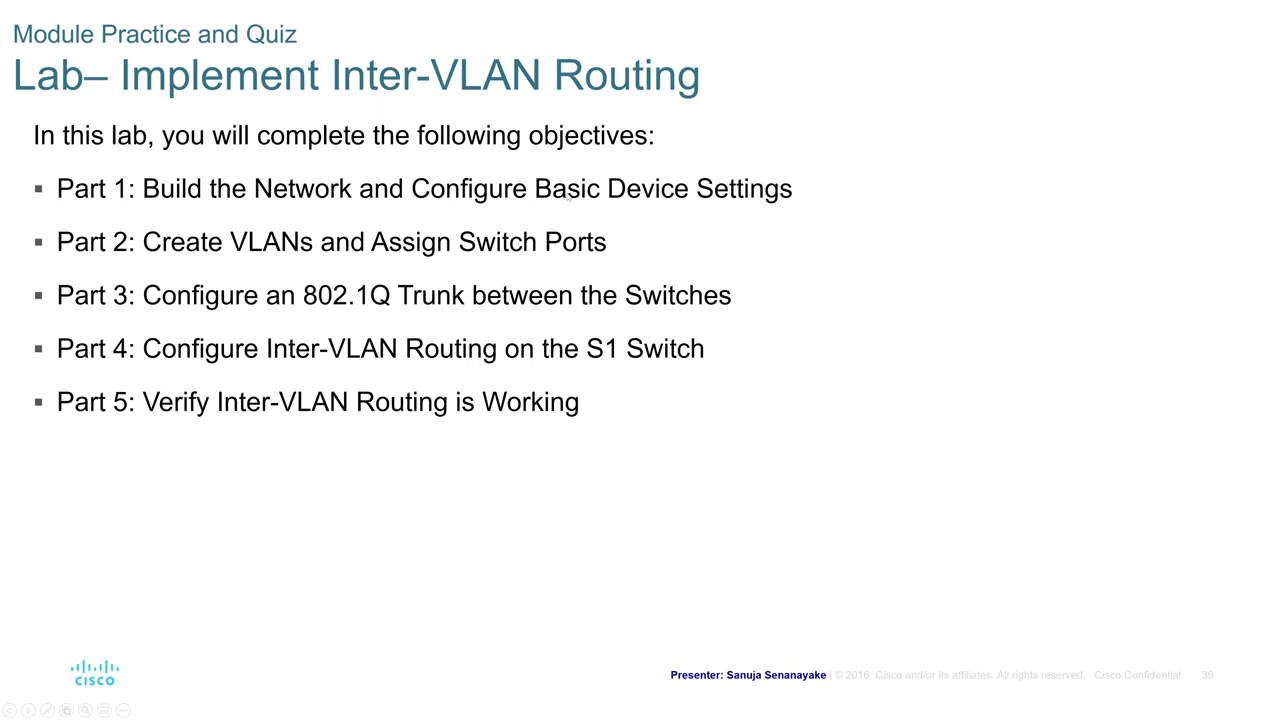 Module Practice and Quiz
Lab– Implement Inter-VLAN Routing
In this lab, you will complete the following objectives:
▪ Part 1: Build the Network and Configure Basic Device Settings
▪ Part 2: Create VLANs and Assign Switch Ports
▪ Part 3: Configure an 802.1Q Trunk between the Switches
▪ Part 4: Configure Inter-VLAN Routing on the S1 Switch
▪ Part 5: Verify Inter-VLAN Routing is Working
CISCO
Presenter: Sanuja Senanayake | © 2016 Cisco and/or its affiliates. All rights reserved. Cisco Confidential 39